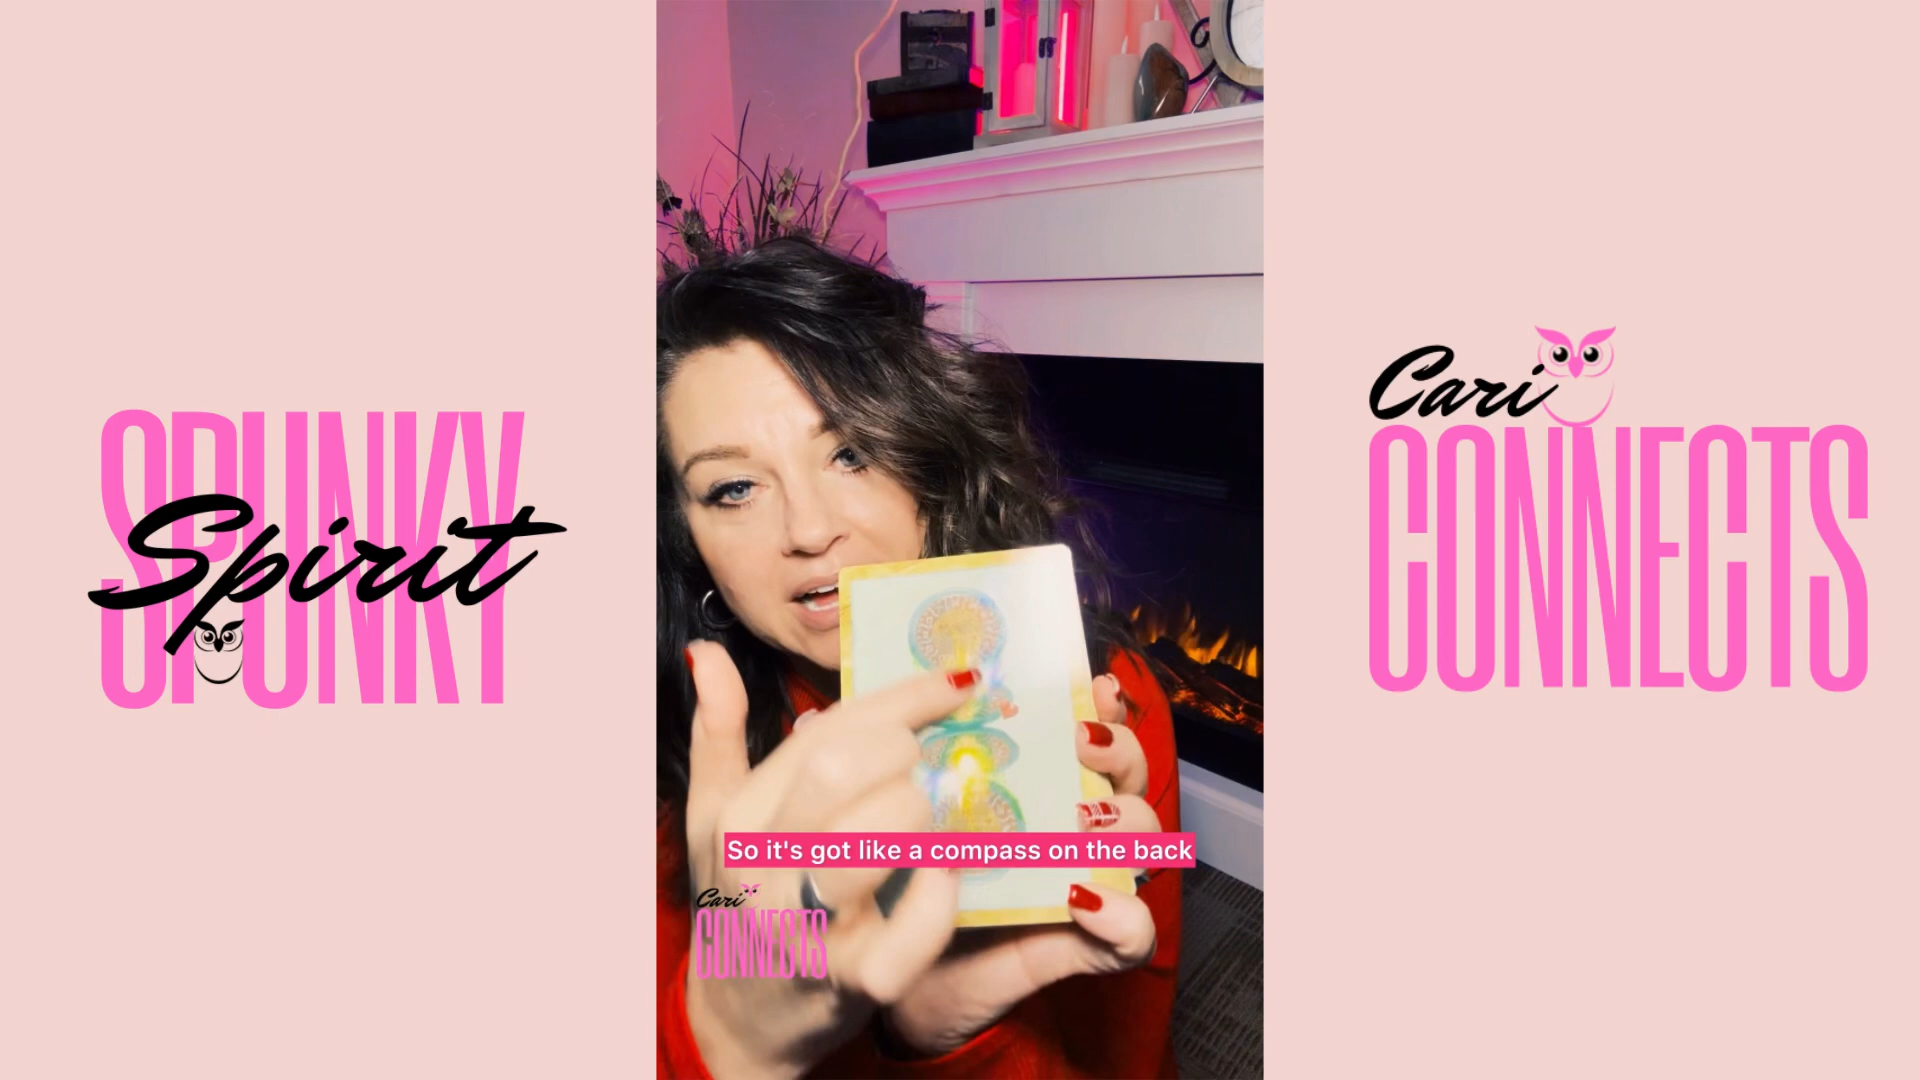 SPUNKY
Spirit
Cari
CONNECTS
So it's got like a compass on the back
Cari
CONNECTS